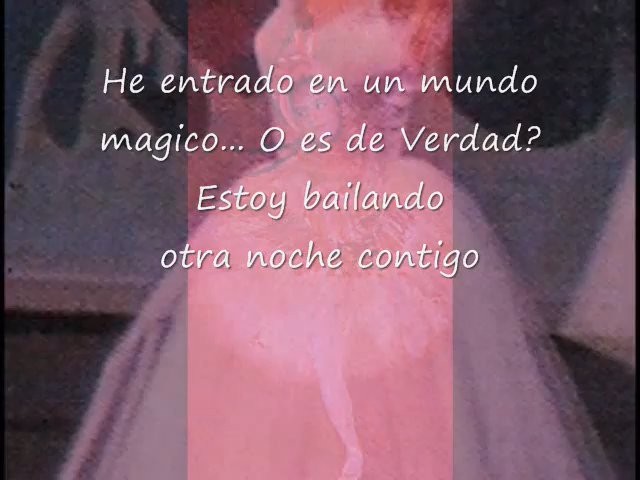 He entrado en un mundo
magico... O es de Verdad?
Estoy bailando
otra noche contigo